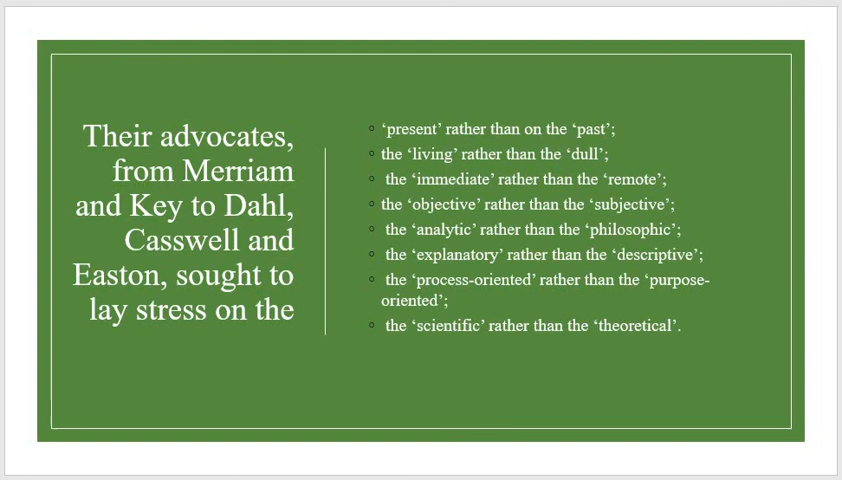 Their advocates,
from Merriam
and Key to Dahl,
Casswell and
Easton, sought to
lay stress on the
‘present’ rather than on the ‘past’;
the ‘living’ rather than the ‘dull’;
the ‘immediate’ rather than the ‘remote’;
the ‘objective’ rather than the ‘subjective’;
the ‘analytic’ rather than the ‘philosophic’;
the ‘explanatory’ rather than the ‘descriptive’;
the ‘process-oriented’ rather than the ‘purpose-
oriented’;
the ‘scientific’ rather than the ‘theoretical’.